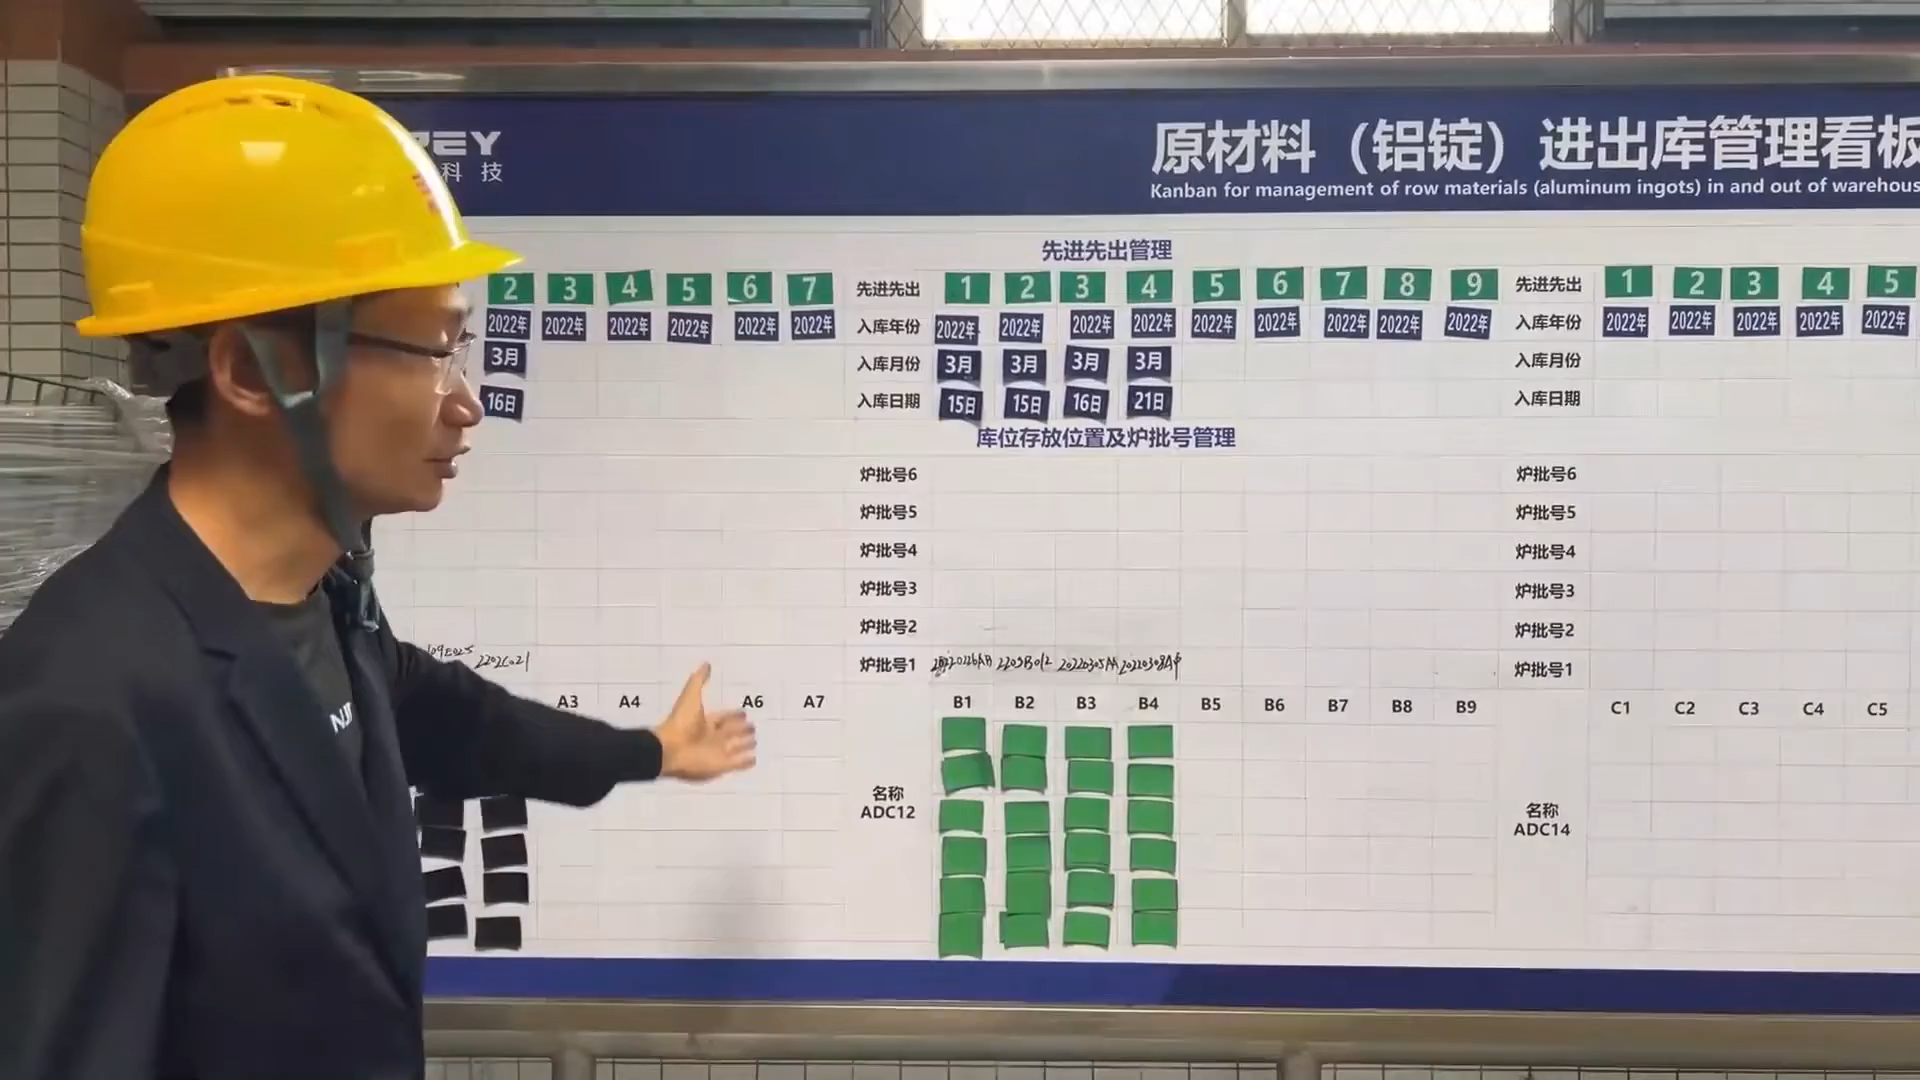 科技
原材料（铝锭）进出库管理看板
Kanban for management of row materials (aluminum ingots) in and out of
先进先出管理
2 3 4 5 6 7 先进先出 1 2 3 4 5 6 7 8 9 先进先出 1 2 3 4 5
2022年 2022年 2022年 2022年 2022年 2022年 入库年份 2022年 2022年 2022年 2022年 2022年 2022年 2022年 2022年 2022年 入库年份 2022年 2022年 2022年 2022年 2022年
3月 入库月份 3月 3月 3月 3月 入库月份
16日 入库日期 15日 15日 16日 21日 入库日期
库位存放位置及炉批号管理
炉批号6 炉批号6
炉批号5 炉批号5
炉批号4 炉批号4
炉批号3 炉批号3
炉批号2 炉批号2
2202C021 炉批号1 2203B012 20220305AA 炉批号1
A3 A4 A6 A7 B1 B2 B3 B4 B5 B6 B7 B8 B9 C1 C2 C3 C4 C5
名称
ADC12
名称
ADC14